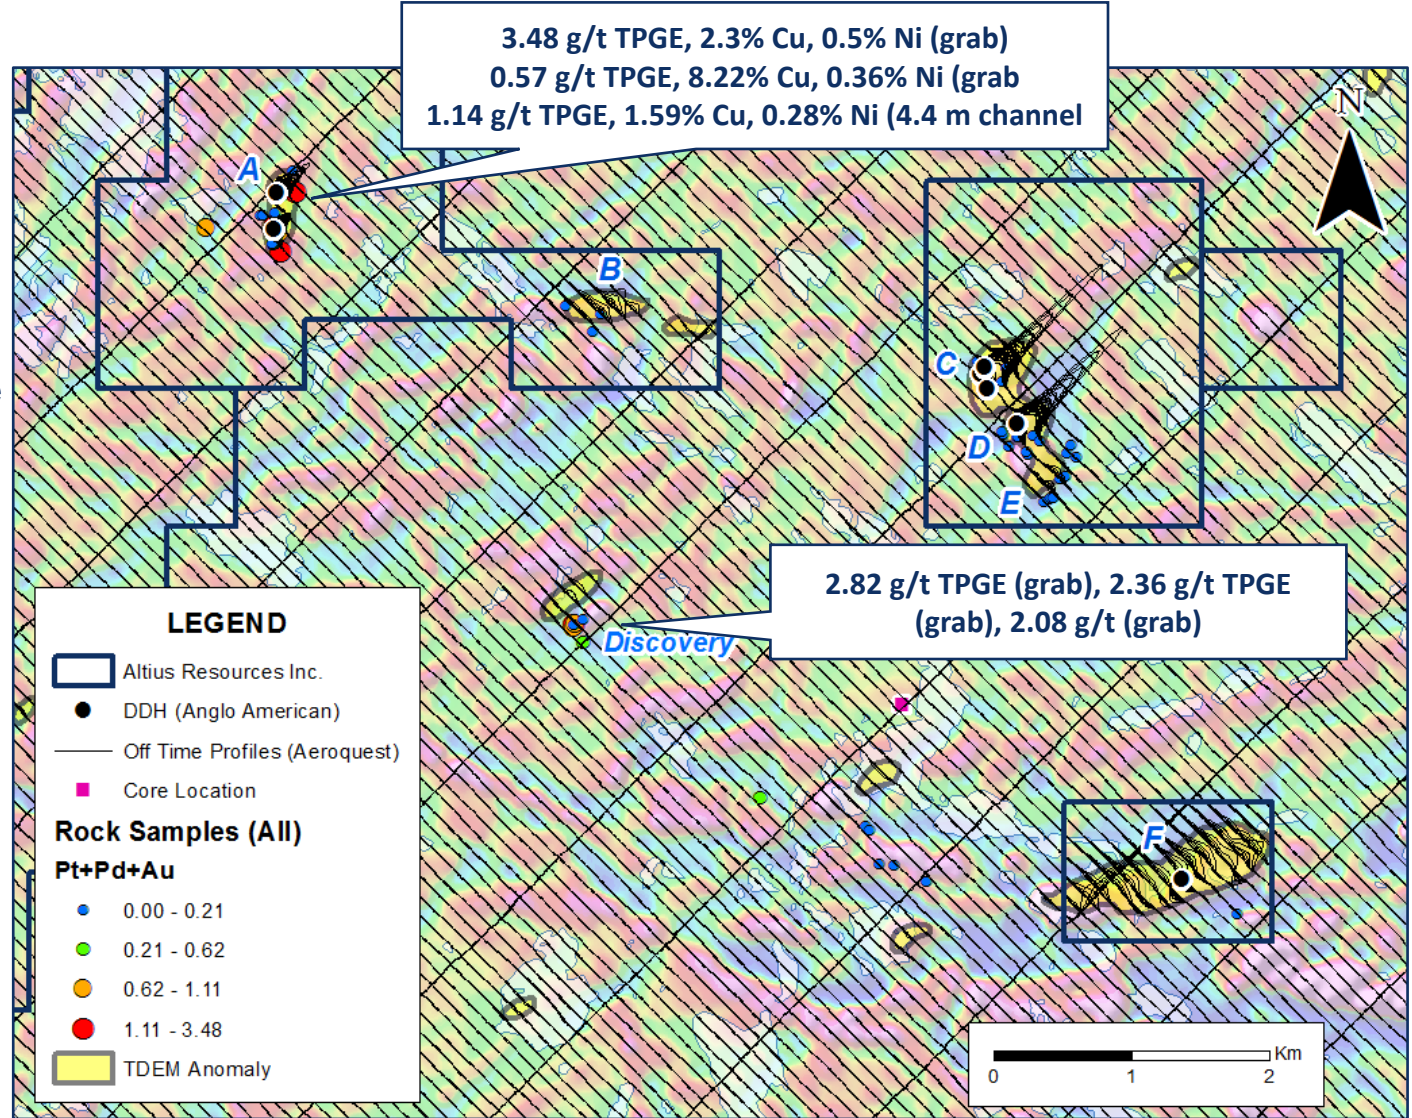 3.48 g/t TPGE, 2.3% Cu, 0.5% Ni (grab)
0.57 g/t TPGE, 8.22% Cu, 0.36% Ni (grab
1.14 g/t TPGE, 1.59% Cu, 0.28% Ni (4.4 m channel
N
A
B
C
D
E
2.82 g/t TPGE (grab), 2.36 g/t TPGE
(grab), 2.08 g/t (grab)
Discovery
F
LEGEND
Altius Resources Inc.
DDH (Anglo American)
Off Time Profiles (Aeroquest)
Core Location
Rock Samples (All)
Pt+Pd+Au
0.00 - 0.21
0.21 - 0.62
0.62 - 1.11
1.11 - 3.48
TDEM Anomaly
Km
0 1 2